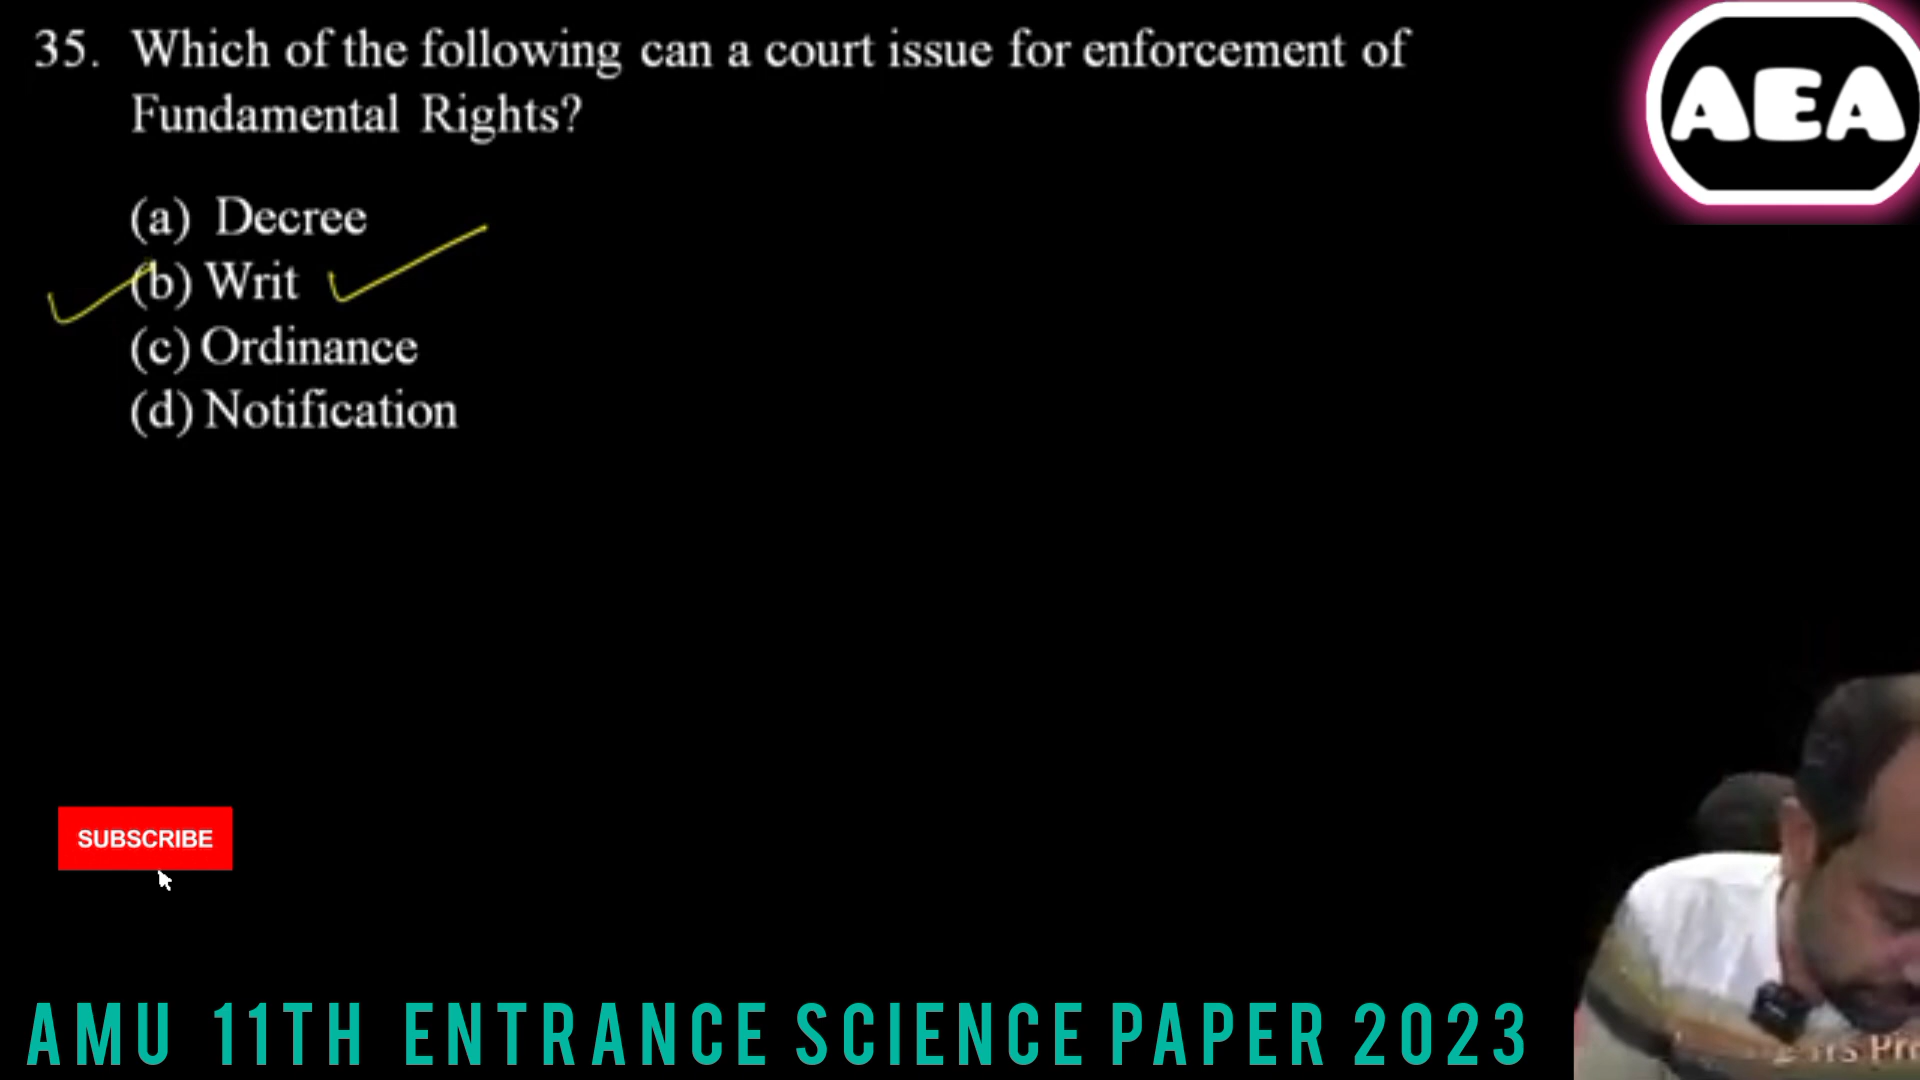 35. Which of the following can a court issue for enforcement of
Fundamental Rights?
(a) Decree
(b) Writ
(c) Ordinance
(d) Notification
AEA
SUBSCRIBE
AMU 11TH ENTRANCE SCIENCE PAPER 2023